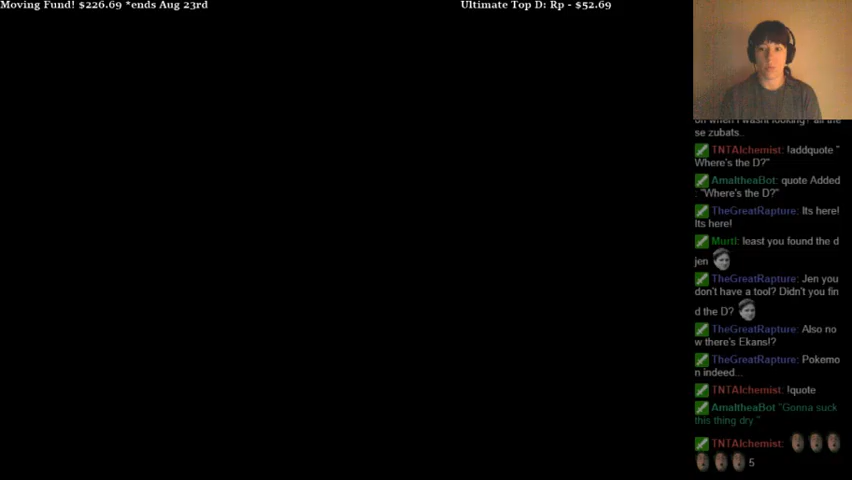 Moving Fund! $226.69 *ends Aug 23rd
Ultimate Top D: Rp - $52.69
on when I wasnt looking? all the
se zubats..
TNTAlchemist: !addquote "
Where's the D?"
AmaltheaBot: quote Added
: "Where's the D?"
TheGreatRapture: Its here!
Its here!
Murtl: least you found the d
jen
TheGreatRapture: Jen you
don't have a tool? Didn't you fin
d the D?
TheGreatRapture: Also no
w there's Ekans!?
TheGreatRapture: Pokemo
n indeed...
TNTAlchemist: !quote
AmaltheaBot "Gonna suck
this thing dry "
TNTAlchemist:
5